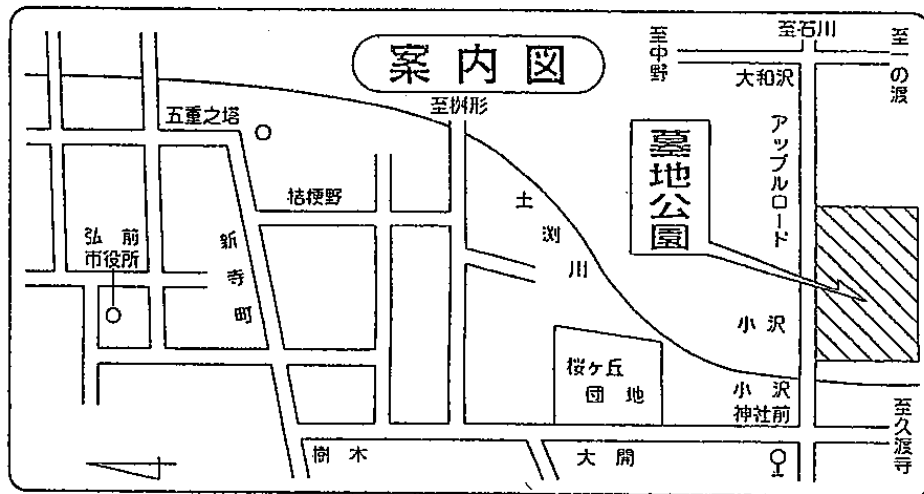 案内図
至石川
至中野
至一の渡
大和沢
至桝形
五重之塔
アップルロード
墓地公園
桔梗野
土渕川
弘前
市役所
新寺町
小沢
桜ヶ丘
団地
小沢
神社前
至久渡寺
樹木
大開